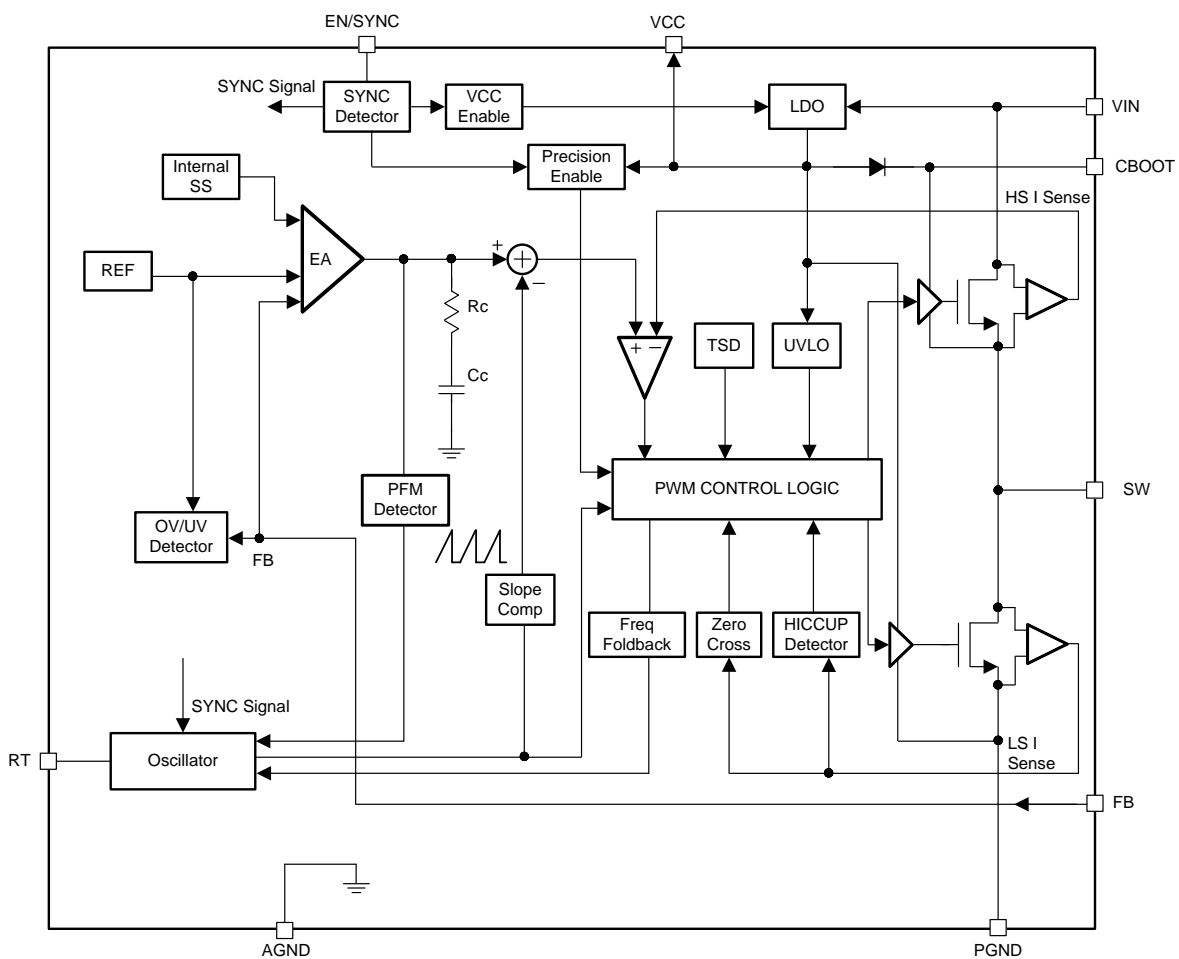 EN/SYNC
VCC
SYNC Signal
SYNC
Detector
VCC
Enable
LDO
VIN
Internal
SS
Precision
Enable
CBOOT
HS I Sense
REF
EA
+
+
−
Rc
+ −
TSD
UVLO
Cc
PFM
Detector
PWM CONTROL LOGIC
SW
OV/UV
Detector
FB
Slope
Comp
Freq
Foldback
Zero
Cross
HICCUP
Detector
SYNC Signal
RT
Oscillator
LS I
Sense
FB
AGND
PGND